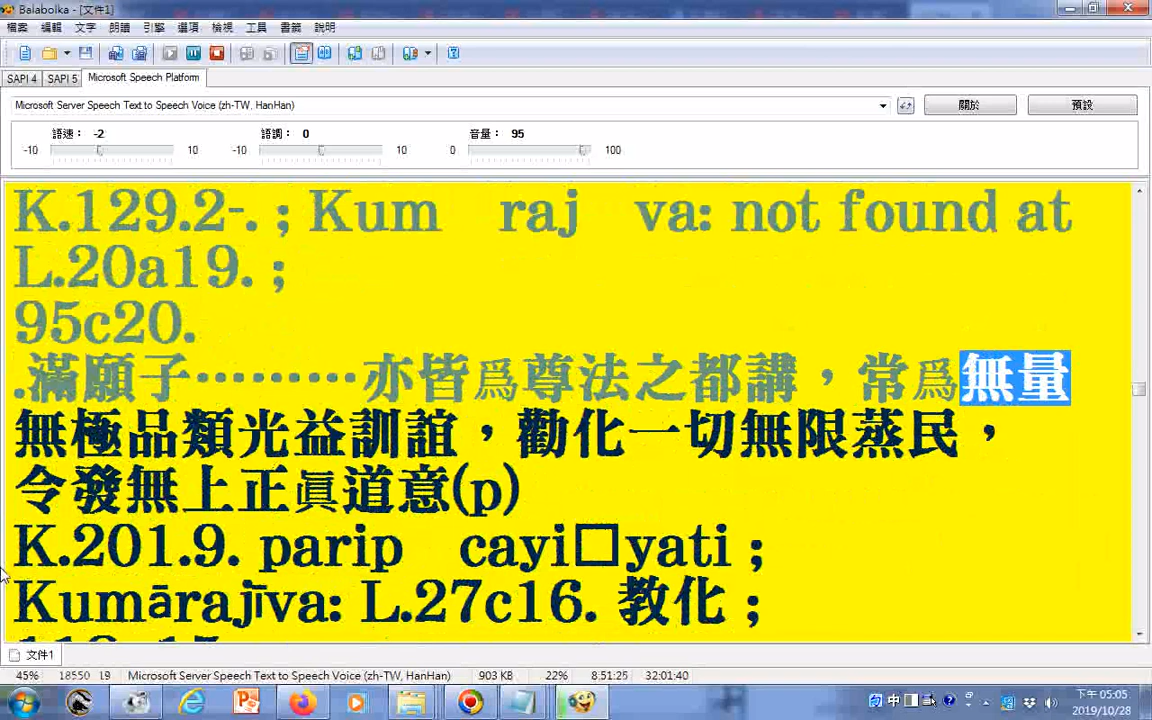 Balabolka - [文件1]
檔案 編輯 文字 朗讀 引擎 選項 檢視 工具 書籤 說明
SAPI 4 SAPI 5 Microsoft Speech Platform
Microsoft Server Speech Text to Speech Voice (zh-TW, HanHan) 關於 預設
語速： -2 語調： 0 音量： 95
-10 10 -10 10 0 100
K.129.2-. ; Kum raj va: not found at
L.20a19. ;
95c20.
.滿願子………亦皆爲尊法之都講，常爲無量
無極品類光益訓誼，勸化一切無限蒸民，
令發無上正眞道意(p)
K.201.9. parip cayi□yati ;
Kumārajīva: L.27c16. 教化 ;
文件1
45% 18550 19 Microsoft Server Speech Text to Speech Voice (zh-TW, HanHan) 903 KB 22% 8:51:25 32:01:40
中 下午 05:05
2019/10/28